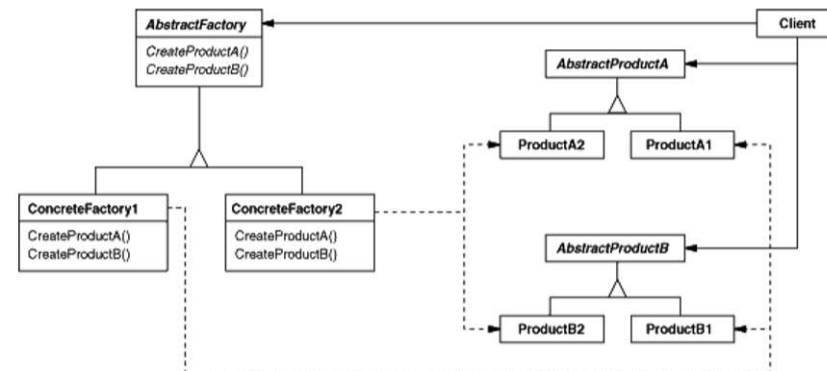 AbstractFactory
CreateProductA()
CreateProductB()
Client
AbstractProductA
ProductA2
ProductA1
ConcreteFactory1
CreateProductA()
CreateProductB()
ConcreteFactory2
CreateProductA()
CreateProductB()
AbstractProductB
ProductB2
ProductB1